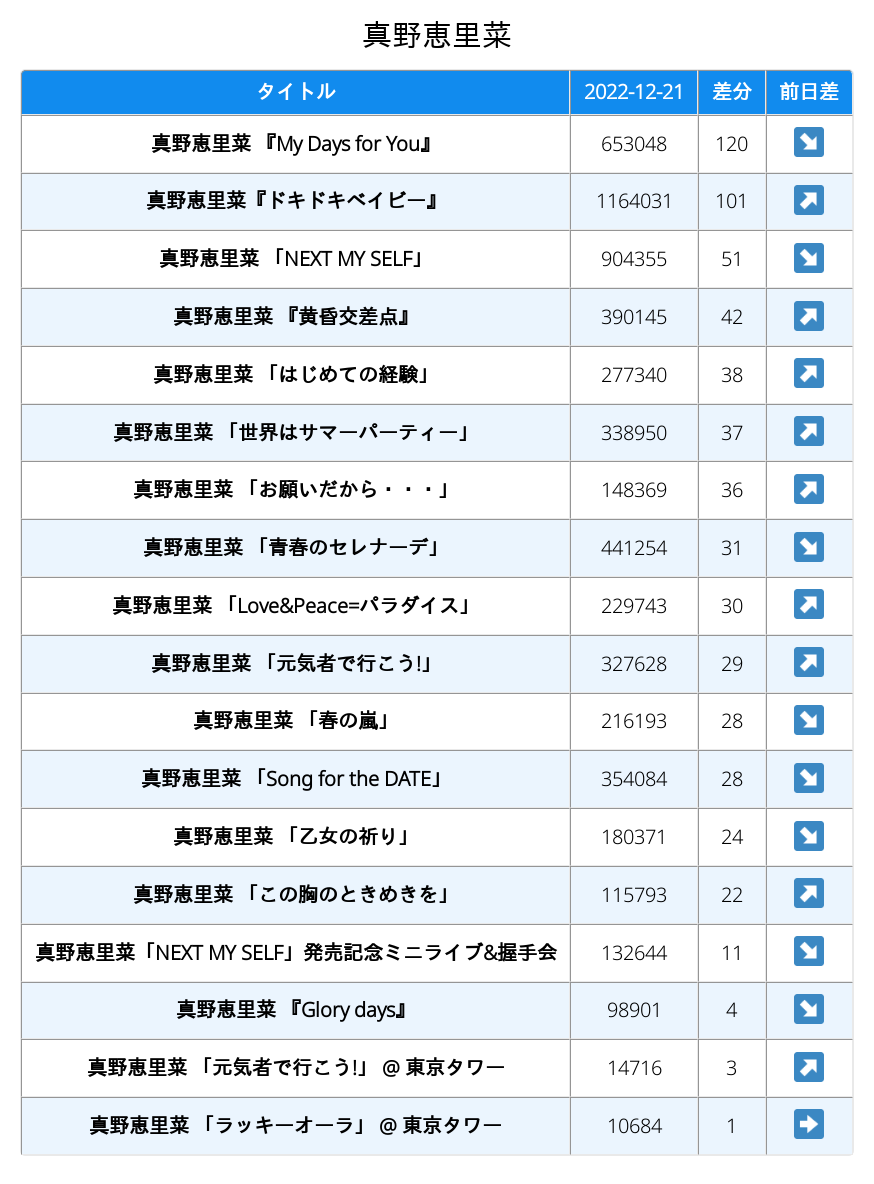 真野恵里菜
タイトル 2022-12-21 差分 前日差
真野恵里菜 『My Days for You』 653048 120
真野恵里菜『ドキドキベイビー』 1164031 101
真野恵里菜 「NEXT MY SELF」 904355 51
真野恵里菜 『黄昏交差点』 390145 42
真野恵里菜 「はじめての経験」 277340 38
真野恵里菜 「世界はサマーパーティー」 338950 37
真野恵里菜 「お願いだから・・・」 148369 36
真野恵里菜 「青春のセレナーデ」 441254 31
真野恵里菜 「Love&Peace=パラダイス」 229743 30
真野恵里菜 「元気者で行こう!」 327628 29
真野恵里菜 「春の嵐」 216193 28
真野恵里菜 「Song for the DATE」 354084 28
真野恵里菜 「乙女の祈り」 180371 24
真野恵里菜 「この胸のときめきを」 115793 22
真野恵里菜「NEXT MY SELF」発売記念ミニライブ&握手会 132644 11
真野恵里菜 『Glory days』 98901 4
真野恵里菜 「元気者で行こう!」 @ 東京タワー 14716 3
真野恵里菜 「ラッキーオーラ」 @ 東京タワー 10684 1